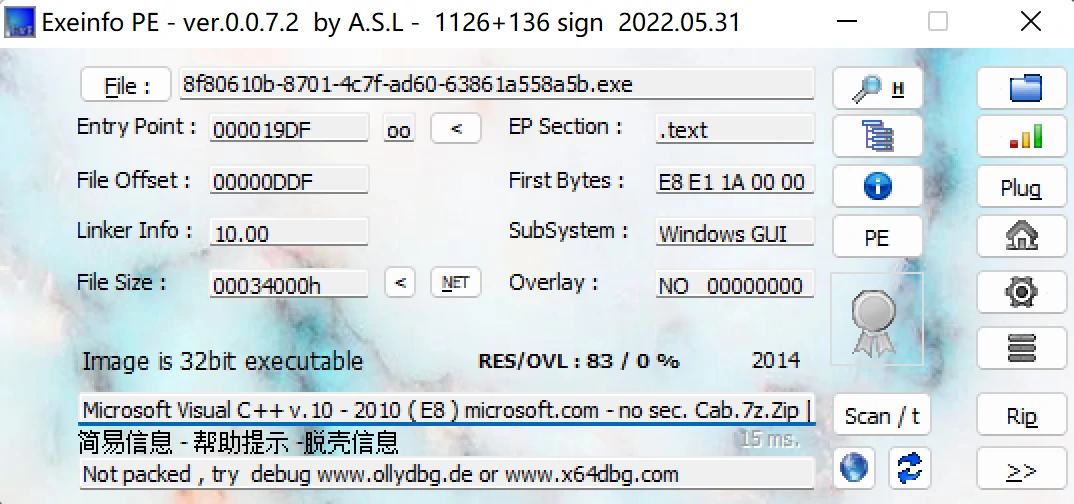 Exeinfo PE - ver.0.0.7.2 by A.S.L - 1126+136 sign 2022.05.31
File : 8f80610b-8701-4c7f-ad60-63861a558a5b.exe H
Entry Point : 000019DF oo < EP Section : .text
File Offset : 00000DDF First Bytes : E8 E1 1A 00 00 Plug
Linker Info : 10.00 SubSystem : Windows GUI PE
File Size : 00034000h < NET Overlay : NO 00000000
Image is 32bit executable RES/OVL : 83 / 0 % 2014
Microsoft Visual C++ v.10 - 2010 ( E8 ) microsoft.com - no sec. Cab.7z.Zip | Scan / t Rip
简易信息 - 帮助提示 -脱壳信息 15 ms.
Not packed , try debug www.ollydbg.de or www.x64dbg.com >>